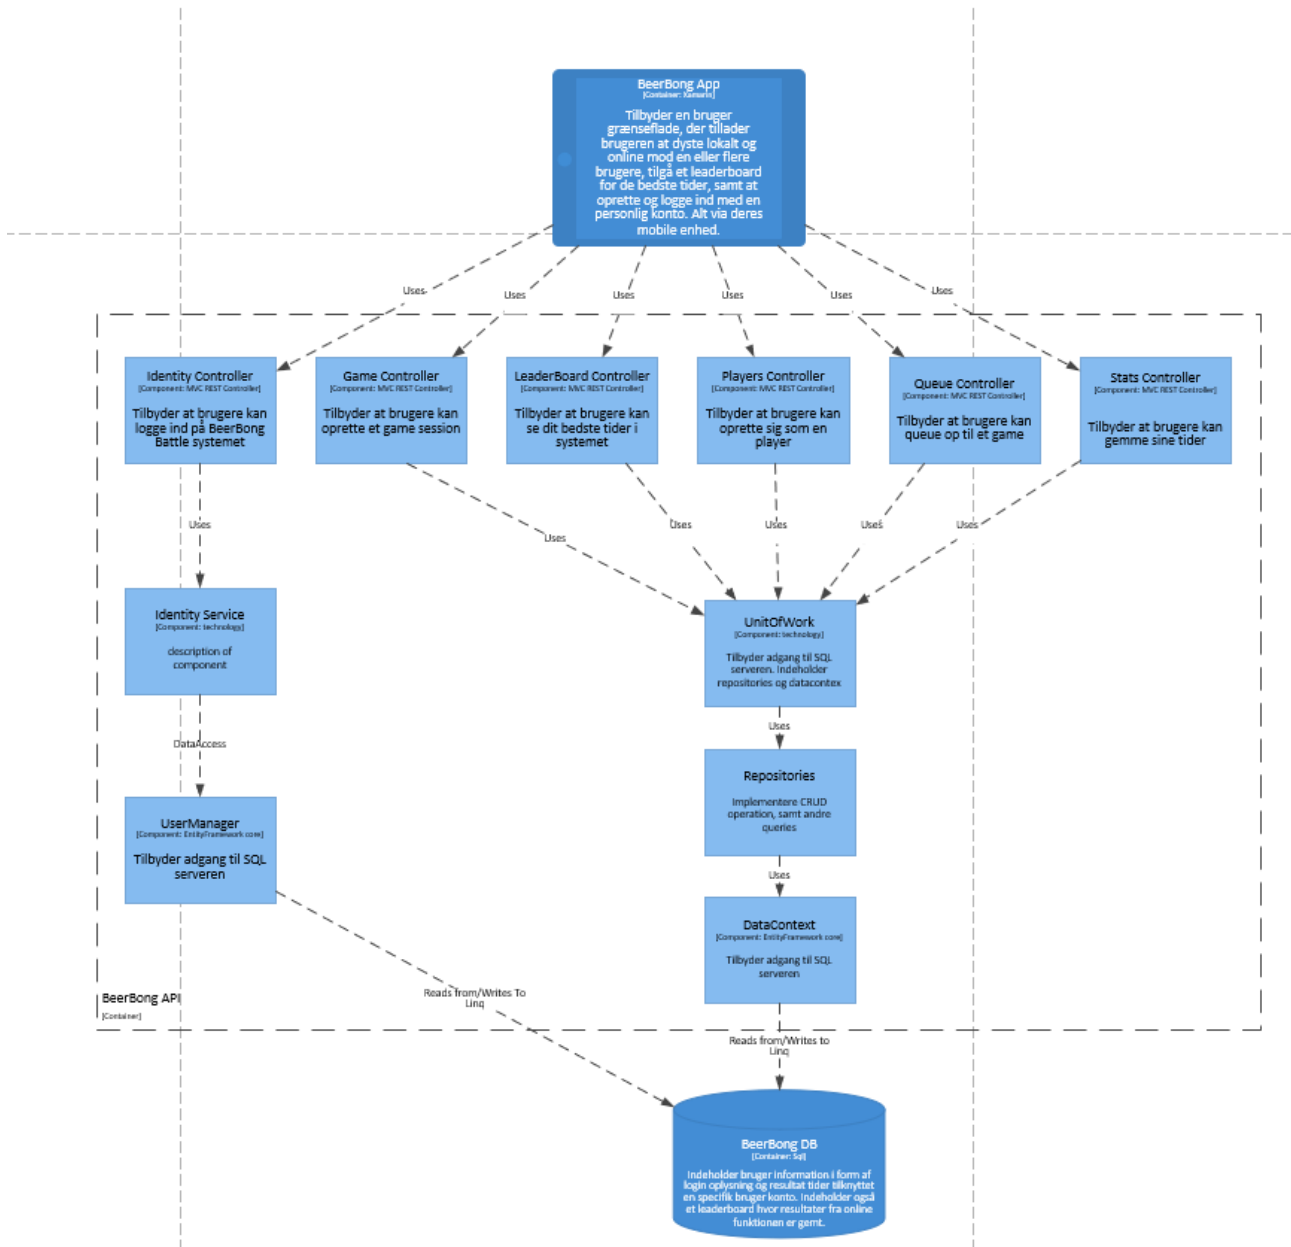 BeerBong App
[Container: Xamarin]
Tilbyder en bruger
grænseflade, der tillader
brugeren at dyste lokalt og
online mod en eller flere
brugere, tilgå et leaderboard
for de bedste tider, samt at
oprette og logge ind med en
personlig konto. Alt via deres
mobile enhed.
Uses
Uses
Uses
Uses
Uses
Uses
Identity Controller
[Component: MVC REST Controller]
Tilbyder at brugere kan
logge ind på BeerBong
Battle systemet
Game Controller
[Component: MVC REST Controller]
Tilbyder at brugere kan
oprette et game session
LeaderBoard Controller
[Component: MVC REST Controller]
Tilbyder at brugere kan
se dit bedste tider i
systemet
Players Controller
[Component: MVC REST Controller]
Tilbyder at brugere kan
oprette sig som en
player
Queue Controller
[Component: MVC REST Controller]
Tilbyder at brugere kan
queue op til et game
Stats Controller
[Component: MVC REST Controller]
Tilbyder at brugere kan
gemme sine tider
Uses
Uses
Uses
Uses
Uses
Uses
Identity Service
[Component: technology]
description of
component
UnitOfWork
[Component: technology]
Tilbyder adgang til SQL
serveren. Indeholder
repositories og datacontex
DataAccess
Uses
Repositories
Implementere CRUD
operation, samt andre
queries
UserManager
[Component: EntityFramework core]
Tilbyder adgang til SQL
serveren
Uses
DataContext
[Component: EntityFramework core]
Tilbyder adgang til SQL
serveren
BeerBong API
[Container]
Reads from/Writes To
Linq
Reads from/Writes to
Linq
BeerBong DB
[Container: Sql]
Indeholder bruger information i form af
login oplysning og resultat tider tilknyttet
en specifik bruger konto. Indeholder også
et leaderboard hvor resultater fra online
funktionen er gemt.